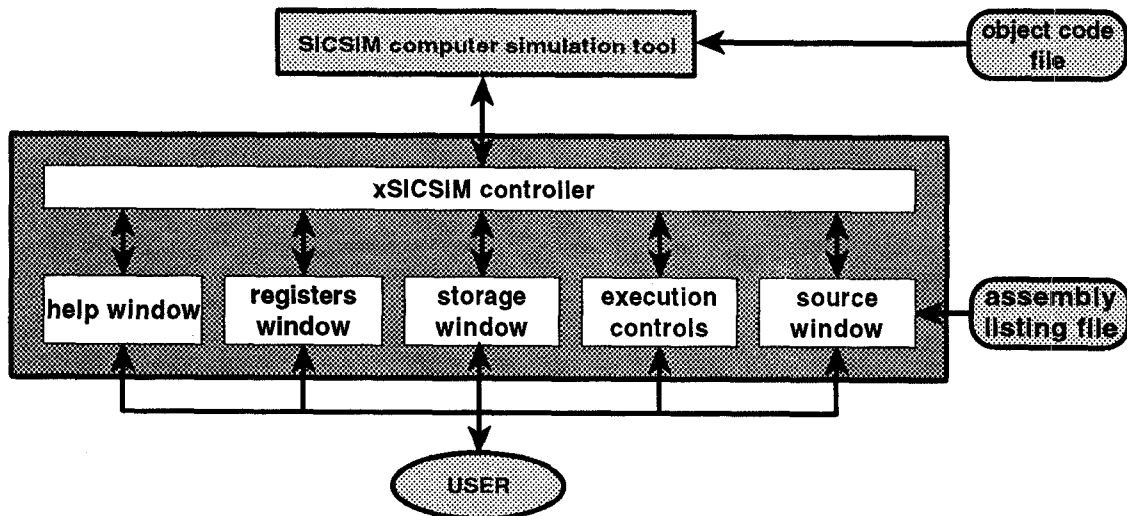 SICSIM computer simulation tool
object code
file
xSICSIM controller
help window
registers
window
storage
window
execution
controls
source
window
assembly
listing file
USER